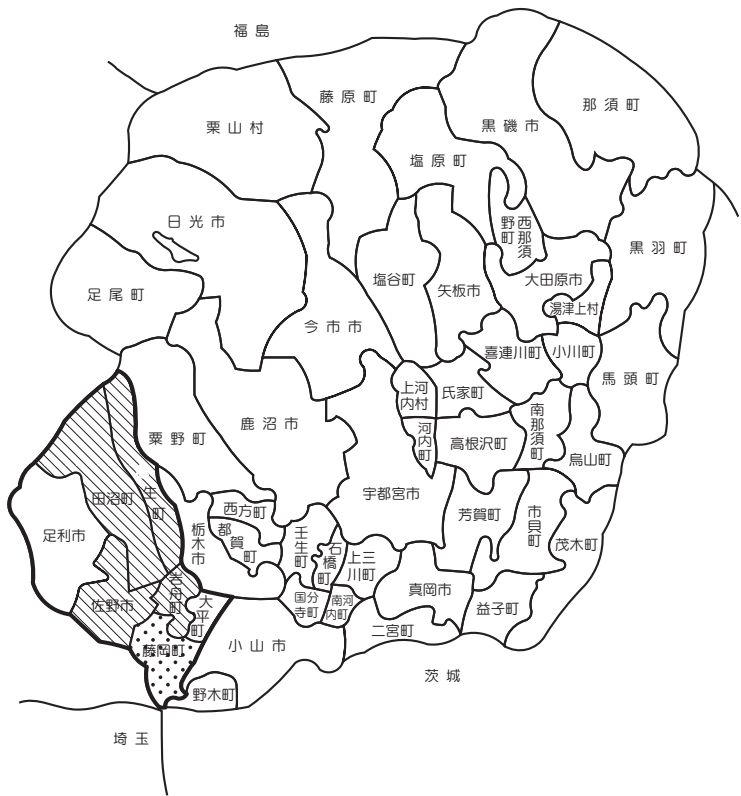 福島
那須町
藤原町
黒磯市
栗山村
塩原町
日光市
西那須
野町
黒羽町
塩谷町
大田原市
足尾町
矢板市
湯津上村
今市市
喜連川町
小川町
馬頭町
上河
内村
氏家町
粟野町
鹿沼市
河内町
高根沢町
南那須町
烏山町
田沼町
生町
宇都宮市
西方町
芳賀町
市貝町
足利市
栃木市
都賀町
壬生町
石橋町
上三
川町
茂木町
岩舟町
真岡市
佐野市
大平町
国分
寺町
南河
内町
益子町
藤岡町
小山市
二宮町
茨城
野木町
埼玉